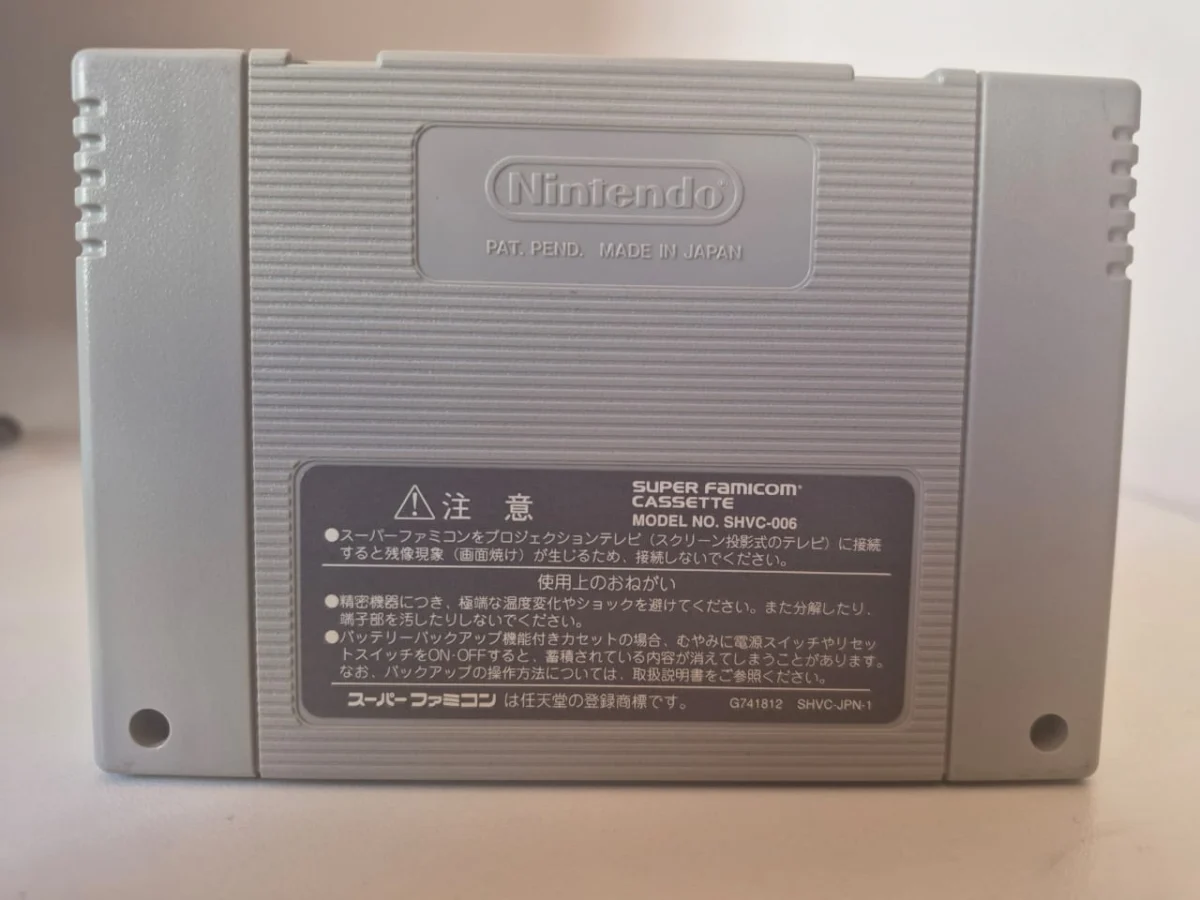 Nintendo®
PAT. PEND. MADE IN JAPAN
⚠注 意
SUPER FAMICOM®
CASSETTE
MODEL NO. SHVC-006
●スーパーファミコンをプロジェクションテレビ（スクリーン投影式のテレビ）に接続
すると残像現象（画面焼け）が生じるため、接続しないでください。
使用上のおねがい
●精密機器につき、極端な温度変化やショックを避けてください。また分解したり、
端子部を汚したりしないでください。
●バッテリーバックアップ機能付きカセットの場合、むやみに電源スイッチやリセッ
トスイッチをON·OFFすると、蓄積されている内容が消えてしまうことがあります。
なお、バックアップの操作方法については、取扱説明書をご参照ください。
スーパーファミコン は任天堂の登録商標です。 G741812 SHVC-JPN-1